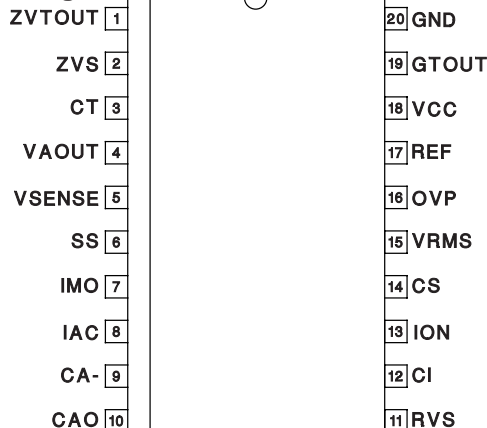 ZVTOUT 1 20 GND
ZVS 2 19 GTOUT
CT 3 18 VCC
VAOUT 4 17 REF
VSENSE 5 16 OVP
SS 6 15 VRMS
IMO 7 14 CS
IAC 8 13 ION
CA- 9 12 CI
CAO 10 11 RVS